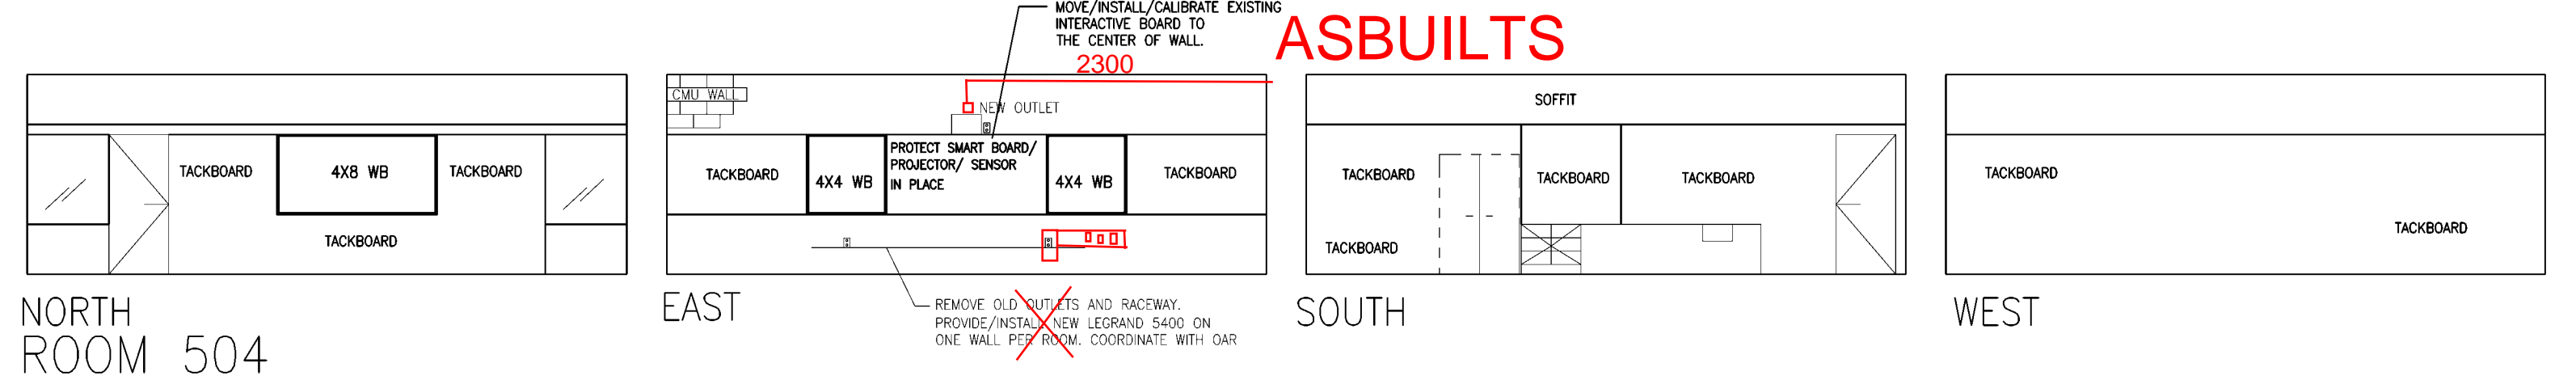 MOVE/INSTALL/CALIBRATE EXISTING
INTERACTIVE BOARD TO
THE CENTER OF WALL.
ASBUILTS
2300
CMU WALL
NEW OUTLET
TACKBOARD
4X8 WB
TACKBOARD
TACKBOARD
NORTH
ROOM 504
TACKBOARD
4X4 WB
PROTECT SMART BOARD/
PROJECTOR/ SENSOR
IN PLACE
4X4 WB
TACKBOARD
EAST
REMOVE OLD OUTLETS AND RACEWAY.
PROVIDE/INSTALL NEW LEGRAND 5400 ON
ONE WALL PER ROOM. COORDINATE WITH OAR
SOFFIT
TACKBOARD
TACKBOARD
TACKBOARD
TACKBOARD
SOUTH
TACKBOARD
TACKBOARD
WEST